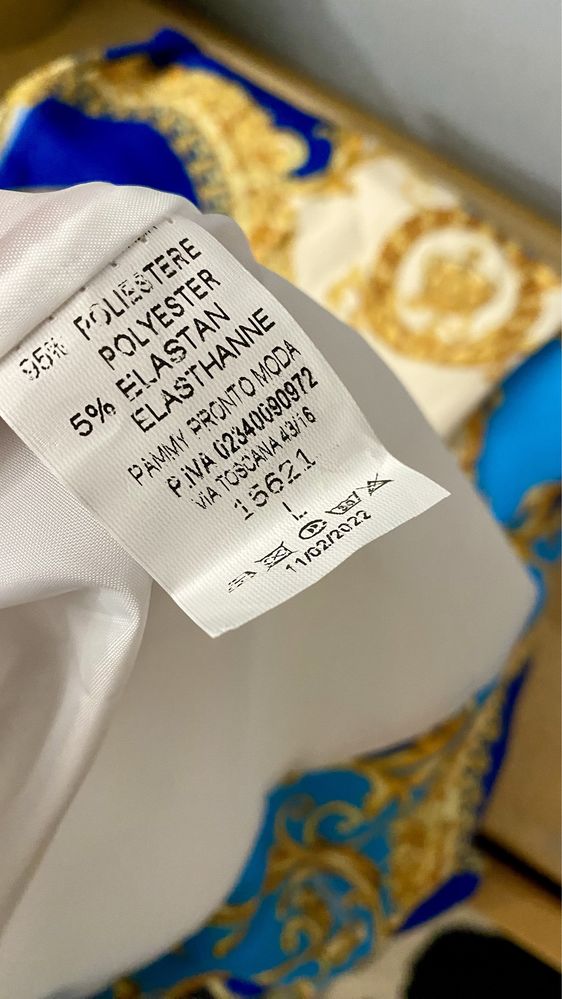 95% POLIESTERE
POLYESTER
5% ELASTAN
ELASTHANNE
PAMMY PRONTO MODA
P.IVA 02340090972
VIA TOSCANA 43/16
15621
L
11/02/2022